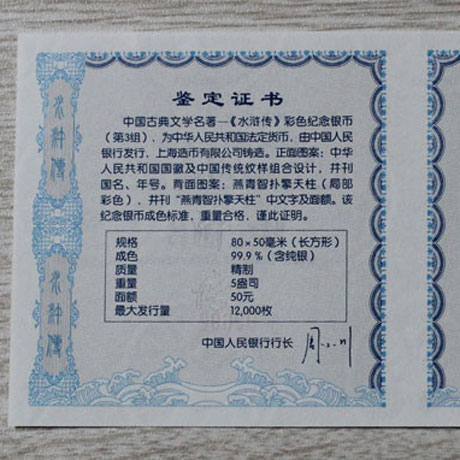 水浒傳
水浒傳
鉴定证书
中国古典文学名著—《水浒传》彩色纪念银币
（第3组），为中华人民共和国法定货币，由中国人民
银行发行，上海造币有限公司铸造。正面图案：中华
人民共和国国徽及中国传统纹样组合设计，并刊
国名、年号。背面图案：燕青智扑擎天柱（局部
彩色），并刊“燕青智扑擎天柱”中文字及面额。该
纪念银币成色标准，重量合格，谨此证明。
规格 80×50毫米（长方形）
成色 99.9%（含纯银）
质量 精制
重量 5盎司
面额 50元
最大发行量 12,000枚
中国人民银行行长 周小川